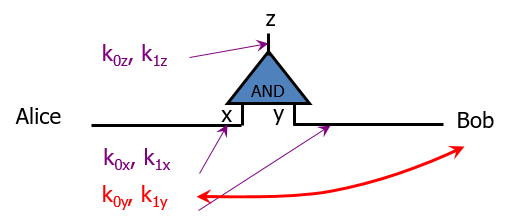 z
k0z, k1z
AND
x y
Alice Bob
k0x, k1x
k0y, k1y